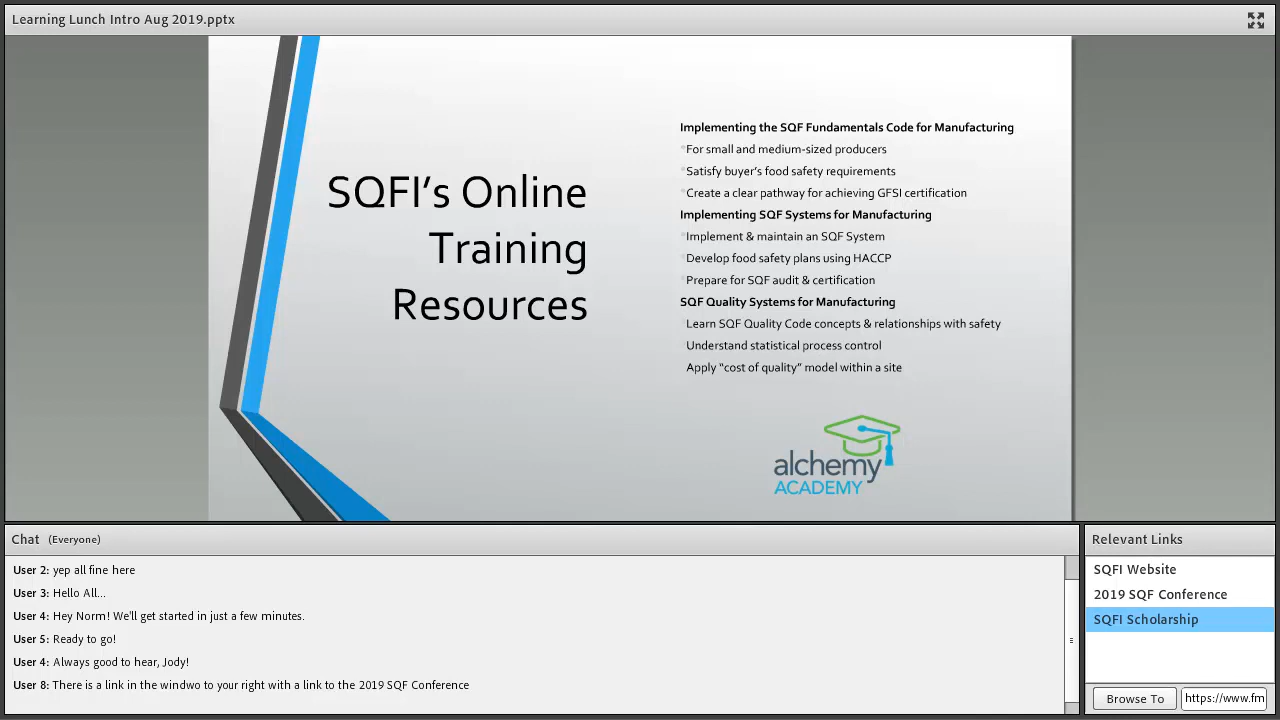 Learning Lunch Intro Aug 2019.pptx
SQFI's Online
Training
Resources
Implementing the SQF Fundamentals Code for Manufacturing
For small and medium-sized producers
Satisfy buyer's food safety requirements
Create a clear pathway for achieving GFSI certification
Implementing SQF Systems for Manufacturing
Implement & maintain an SQF System
Develop food safety plans using HACCP
Prepare for SQF audit & certification
SQF Quality Systems for Manufacturing
Learn SQF Quality Code concepts & relationships with safety
Understand statistical process control
Apply "cost of quality" model within a site
alchemy
ACADEMY
Chat (Everyone)
User 2: yep all fine here
User 3: Hello All...
User 4: Hey Norm! We'll get started in just a few minutes.
User 5: Ready to go!
User 4: Always good to hear, Jody!
User 8: There is a link in the windwo to your right with a link to the 2019 SQF Conference
Relevant Links
SQFI Website
2019 SQF Conference
SQFI Scholarship
Browse To
https://www.fm